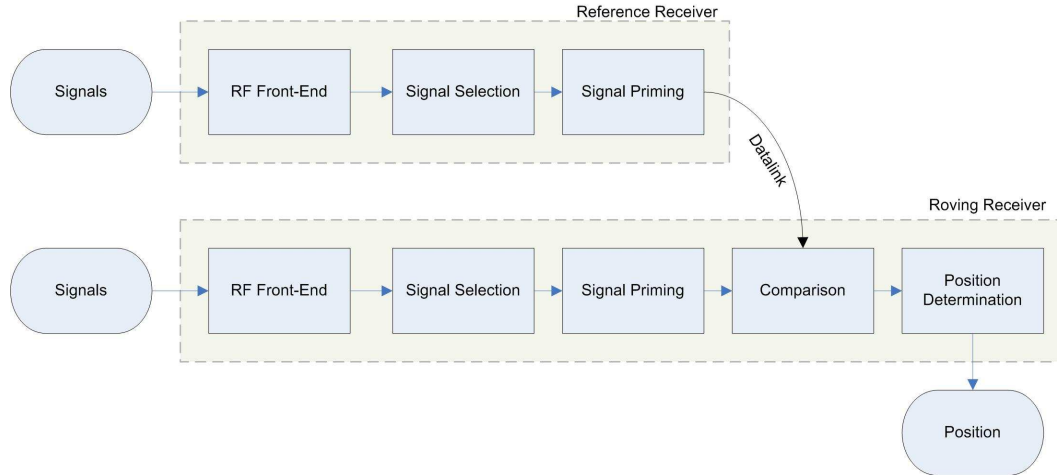 Reference Receiver
Signals
RF Front-End
Signal Selection
Signal Priming
Datalink
Roving Receiver
Signals
RF Front-End
Signal Selection
Signal Priming
Comparison
Position
Determination
Position